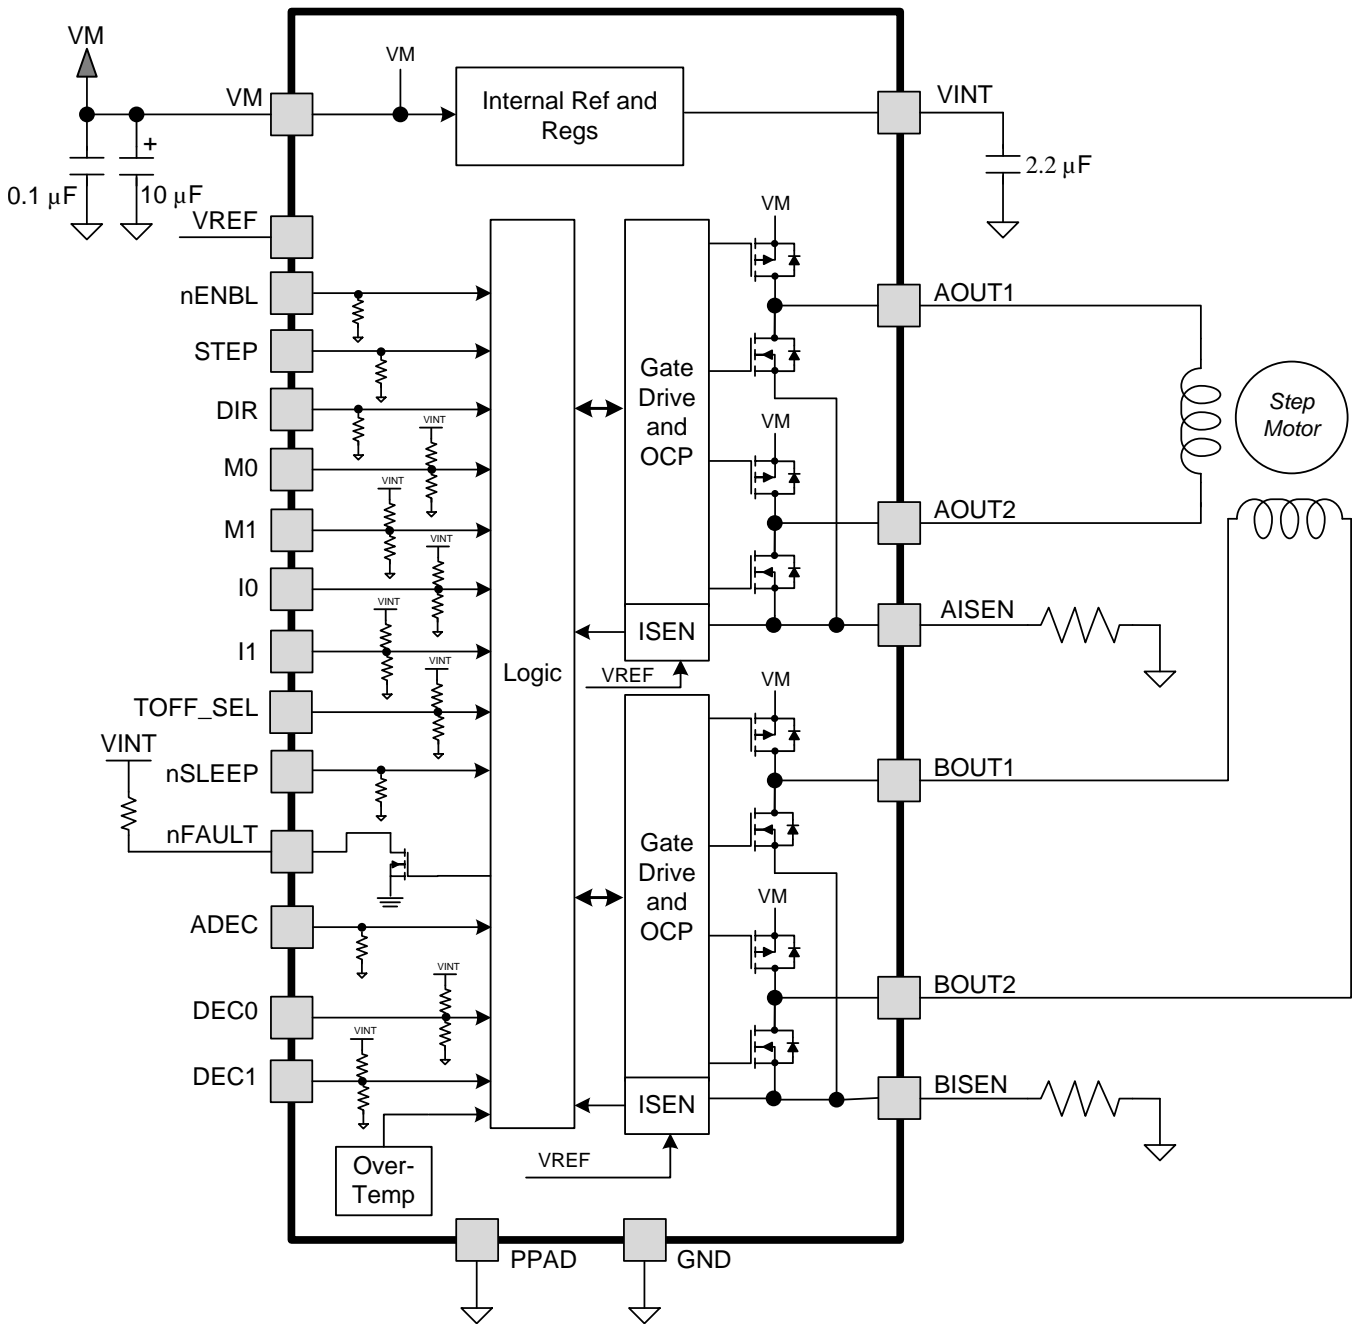 VM
VM
VM
Internal Ref and
Regs
VINT
+
0.1 µF
10 µF
2.2 µF
VREF
nENBL
STEP
DIR
M0
M1
I0
I1
TOFF_SEL
VINT
nSLEEP
nFAULT
ADEC
DEC0
DEC1
VINT
VINT
VINT
VINT
VINT
VINT
VINT
Logic
Over-
Temp
Gate
Drive
and
OCP
ISEN
VREF
VM
VM
AOUT1
AOUT2
AISEN
Step
Motor
Gate
Drive
and
OCP
ISEN
VREF
VM
VM
BOUT1
BOUT2
BISEN
PPAD
GND